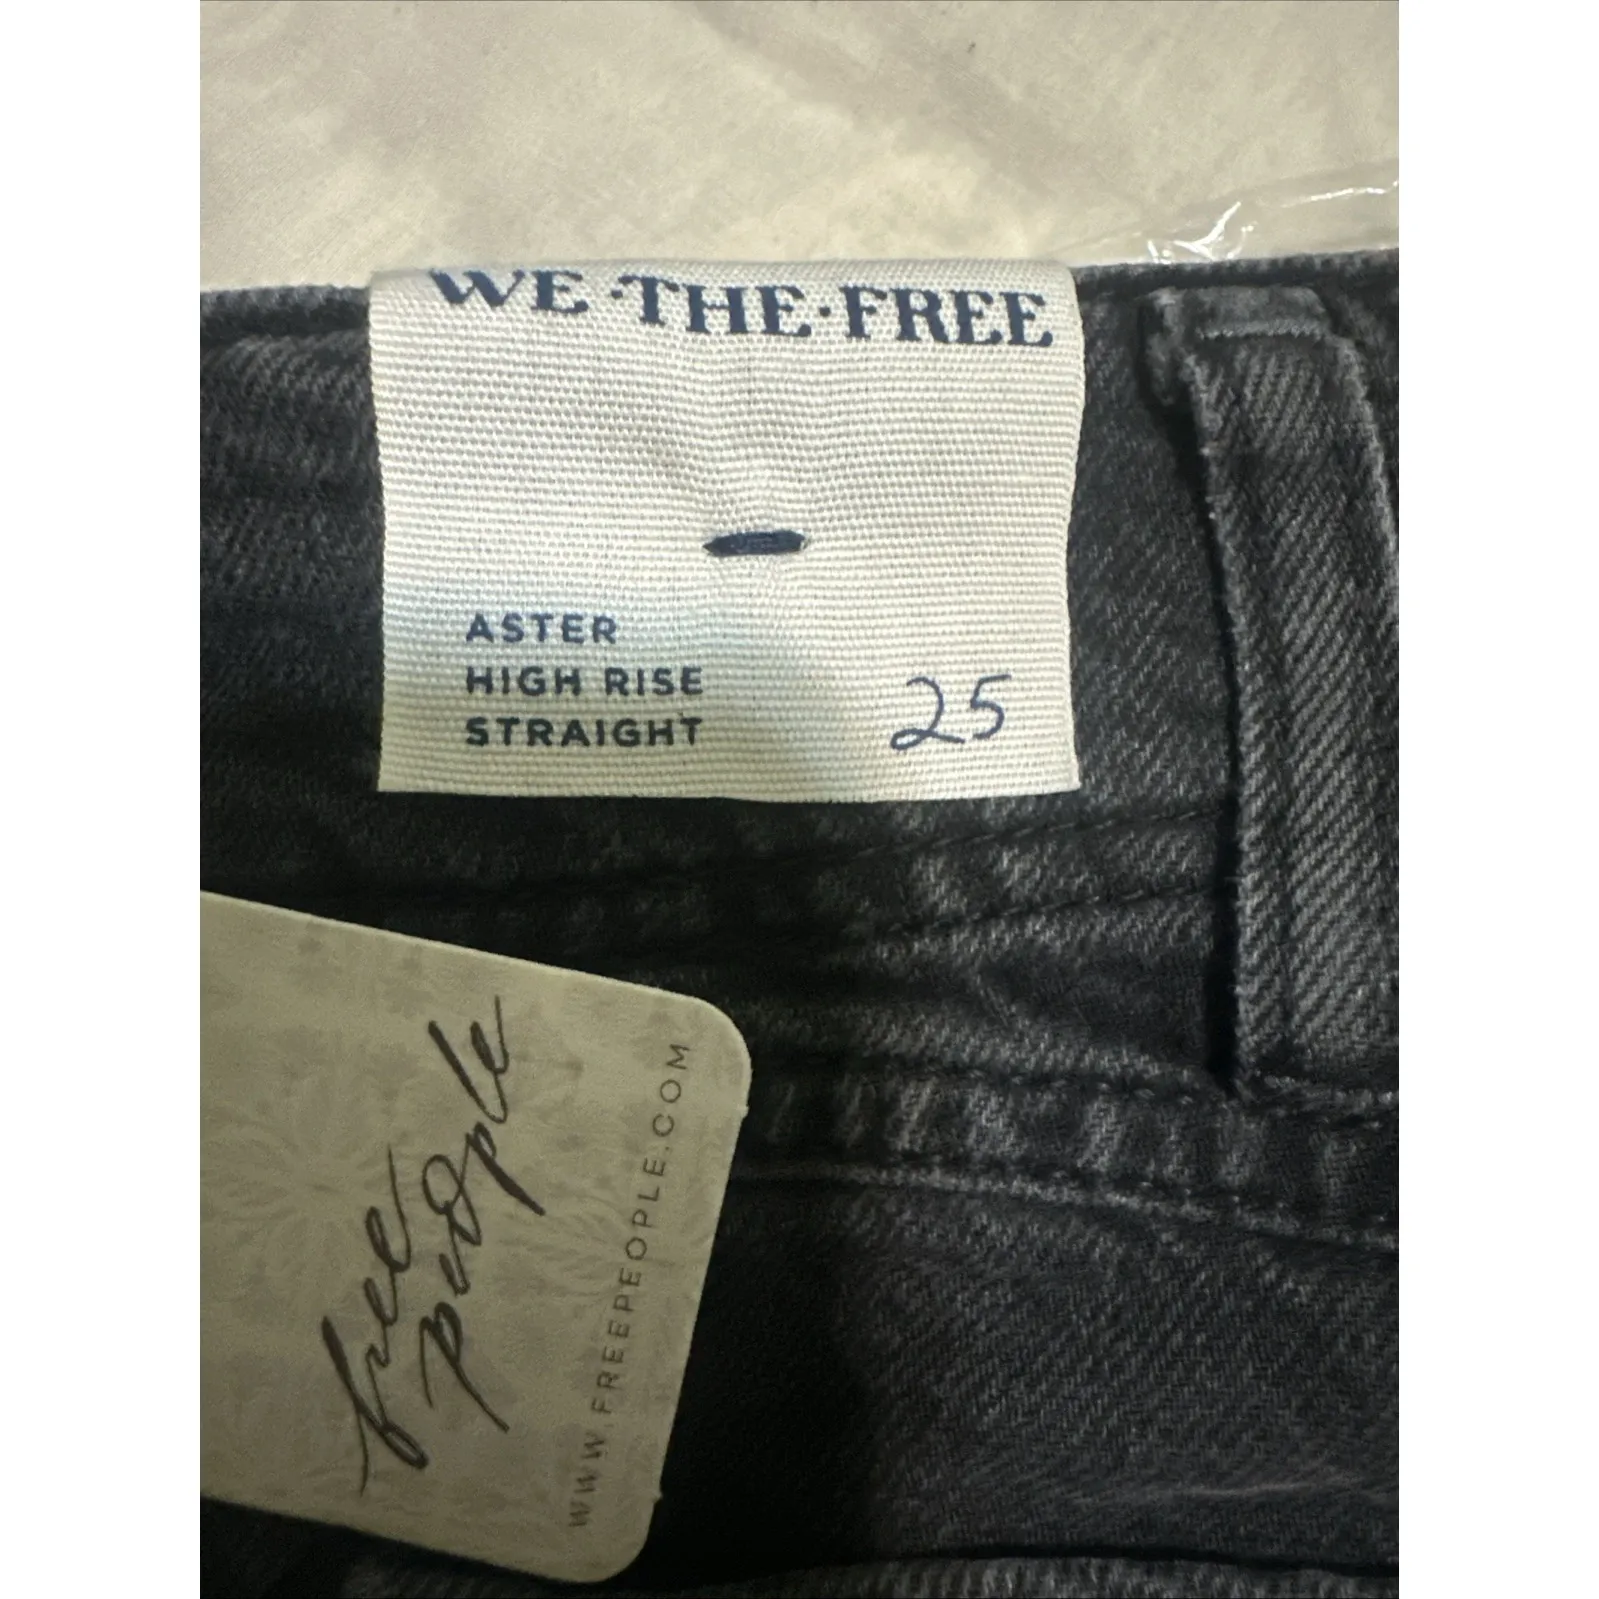 WE·THE·FREE
ASTER
HIGH RISE
STRAIGHT
25
free
people
WWW.FREEPEOPLE.COM